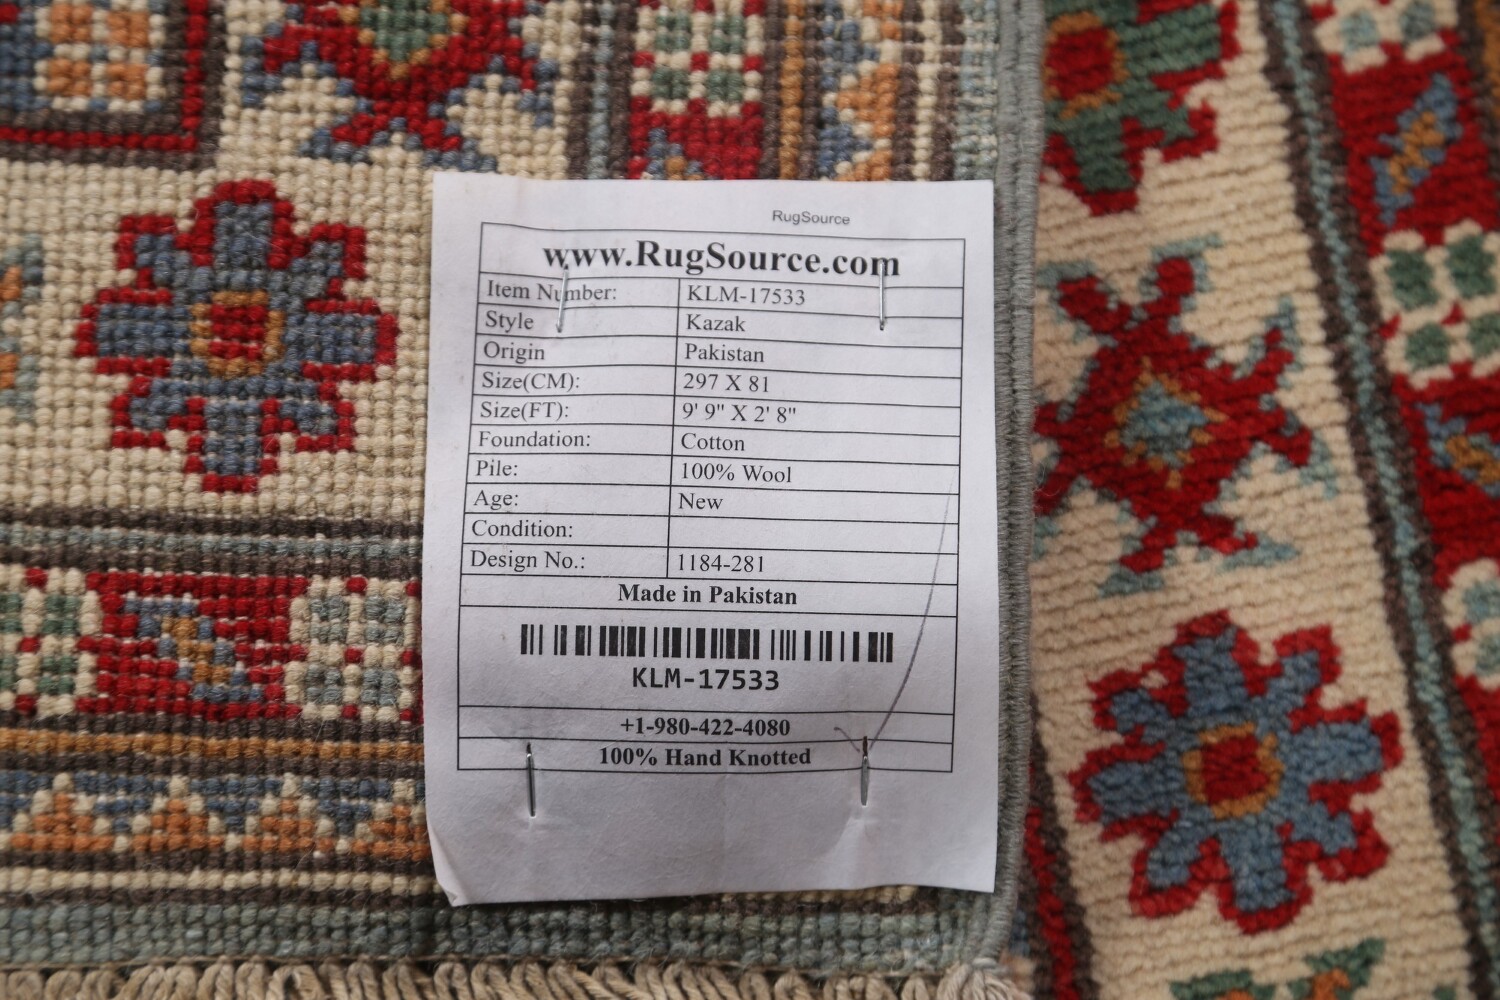 RugSource
www.RugSource.com
Item Number: KLM-17533
Style Kazak
Origin Pakistan
Size(CM): 297 X 81
Size(FT): 9' 9" X 2' 8"
Foundation: Cotton
Pile: 100% Wool
Age: New
Condition:
Design No.: 1184-281
Made in Pakistan
KLM-17533
+1-980-422-4080
100% Hand Knotted